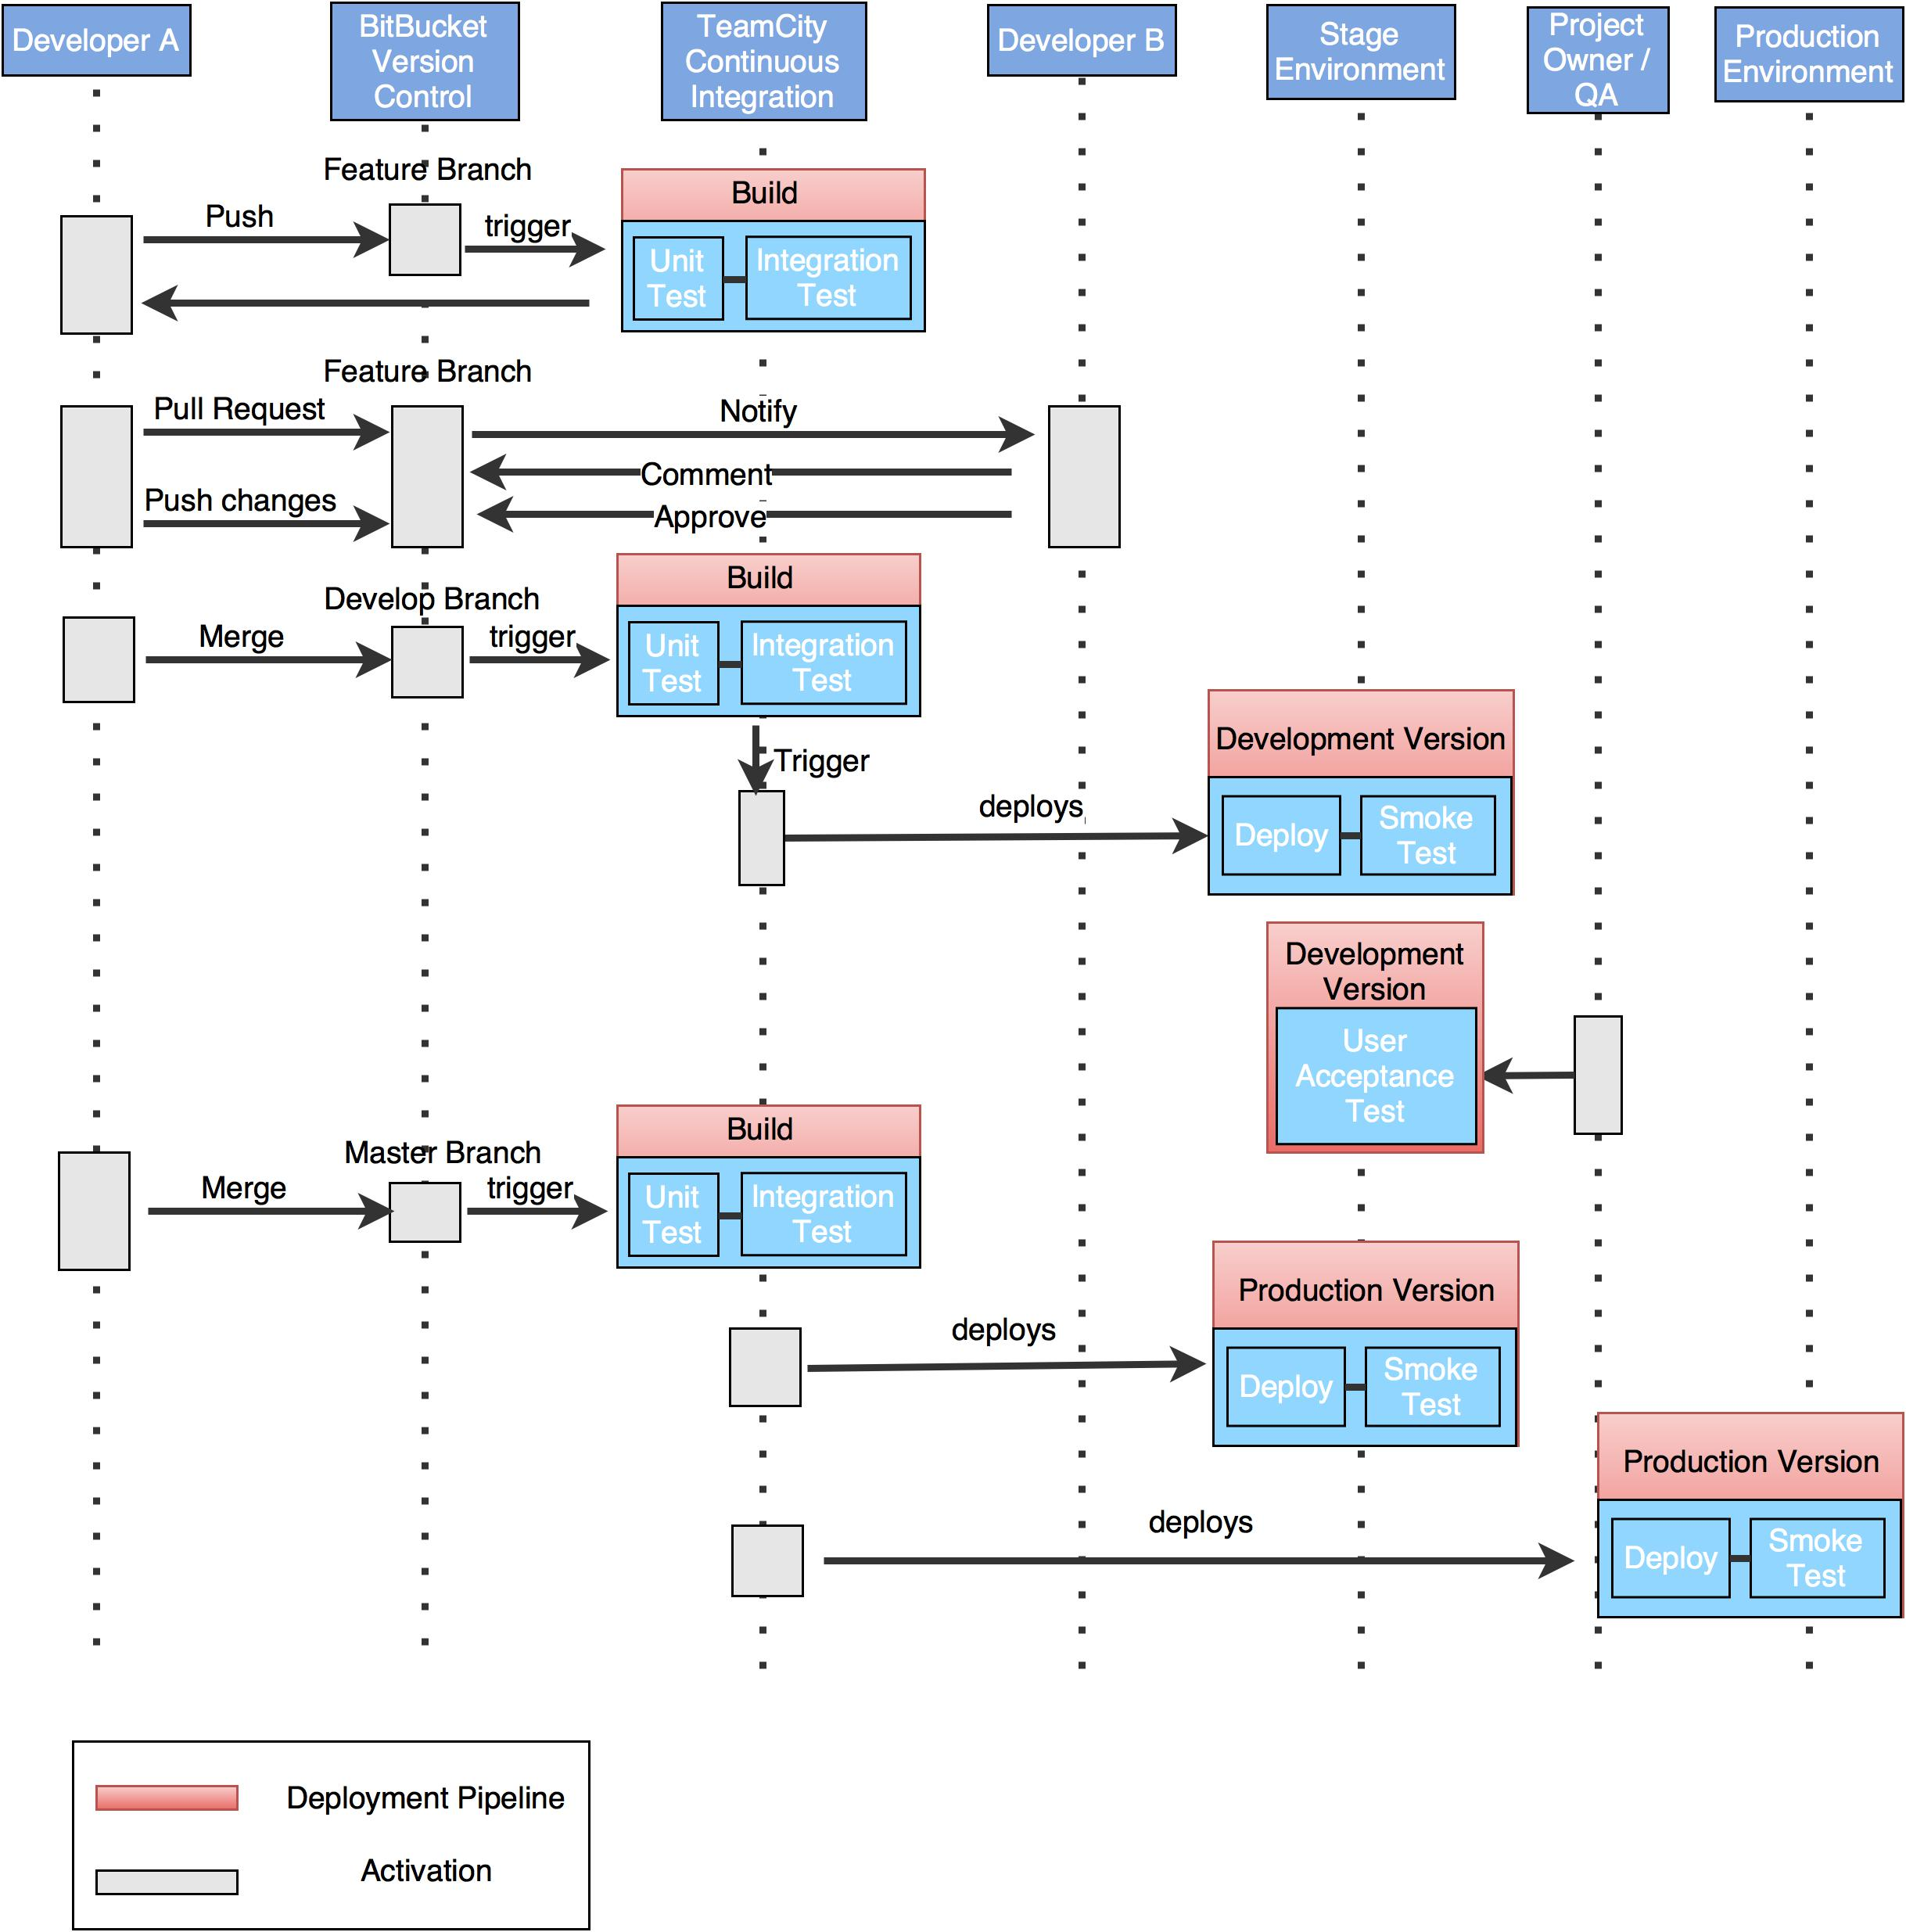 Developer A
BitBucket
Version
Control
TeamCity
Continuous
Integration
Developer B
Stage
Environment
Project
Owner /
QA
Production
Environment
Feature Branch
Push
trigger
Build
Unit
Test
Integration
Test
Feature Branch
Pull Request
Notify
Comment
Push changes
Approve
Develop Branch
Merge
trigger
Build
Unit
Test
Integration
Test
Trigger
deploys
Development Version
Deploy
Smoke
Test
Development
Version
User
Acceptance
Test
Master Branch
Merge
trigger
Build
Unit
Test
Integration
Test
deploys
Production Version
Deploy
Smoke
Test
deploys
Production Version
Deploy
Smoke
Test
Deployment Pipeline
Activation